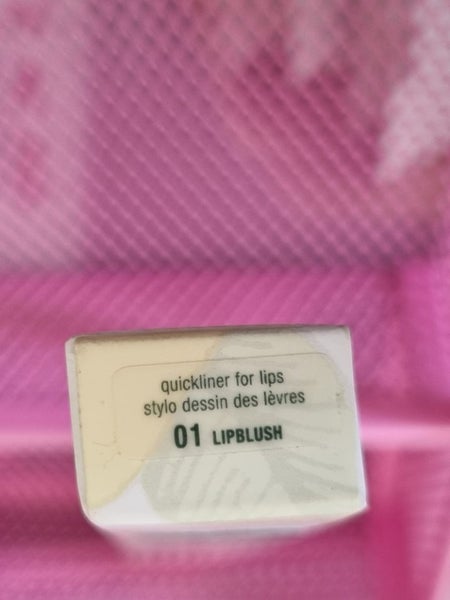 quickliner for lips
stylo dessin des lèvres
01 LIPBLUSH